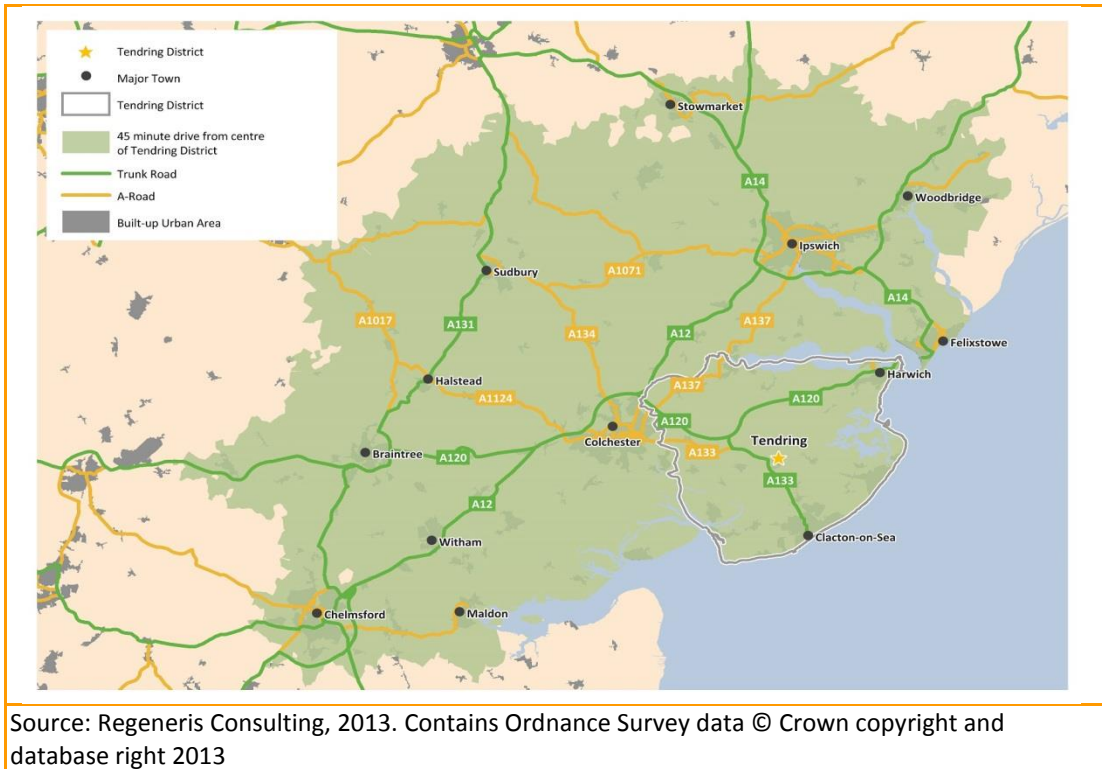 Tendring District
Major Town
Tendring District
45 minute drive from centre
of Tendring District
Trunk Road
A-Road
Built-up Urban Area
Stowmarket
A14
Woodbridge
Ipswich
Sudbury
A1071
A14
A1017
A131
A134
A12
A137
Felixstowe
Harwich
Halstead
A137
A1124
A120
A120
Colchester
Tendring
A133
Braintree
A120
A133
A12
Witham
Clacton-on-Sea
Chelmsford
Maldon
Source: Regeneris Consulting, 2013. Contains Ordnance Survey data © Crown copyright and
database right 2013